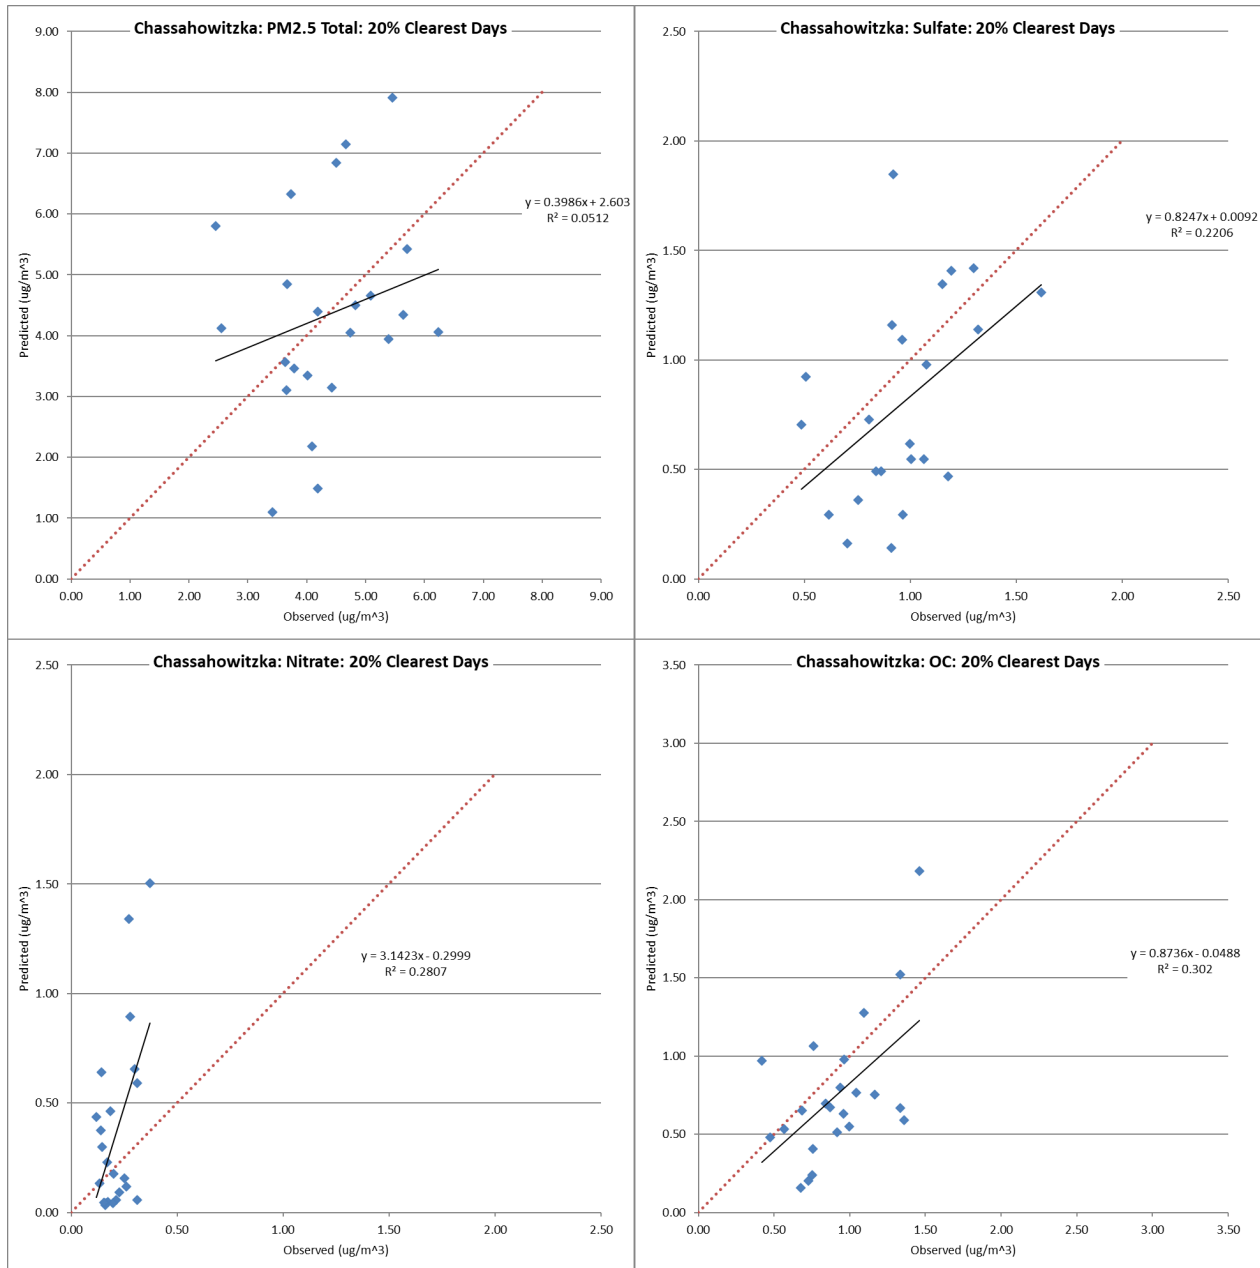 Chassahowitzka: PM2.5 Total: 20% Clearest Days
9.00
8.00
7.00
6.00
5.00
4.00
3.00
2.00
1.00
0.00
Predicted (ug/m^3)
y = 0.3986x + 2.603
R² = 0.0512
0.00 1.00 2.00 3.00 4.00 5.00 6.00 7.00 8.00 9.00
Observed (ug/m^3)
Chassahowitzka: Sulfate: 20% Clearest Days
2.50
2.00
1.50
1.00
0.50
0.00
Predicted (ug/m^3)
y = 0.8247x + 0.0092
R² = 0.2206
0.00 0.50 1.00 1.50 2.00 2.50
Observed (ug/m^3)
Chassahowitzka: Nitrate: 20% Clearest Days
2.50
2.00
1.50
1.00
0.50
0.00
Predicted (ug/m^3)
y = 3.1423x - 0.2999
R² = 0.2807
0.00 0.50 1.00 1.50 2.00 2.50
Observed (ug/m^3)
Chassahowitzka: OC: 20% Clearest Days
3.50
3.00
2.50
2.00
1.50
1.00
0.50
0.00
Predicted (ug/m^3)
y = 0.8736x - 0.0488
R² = 0.302
0.00 0.50 1.00 1.50 2.00 2.50 3.00 3.50
Observed (ug/m^3)